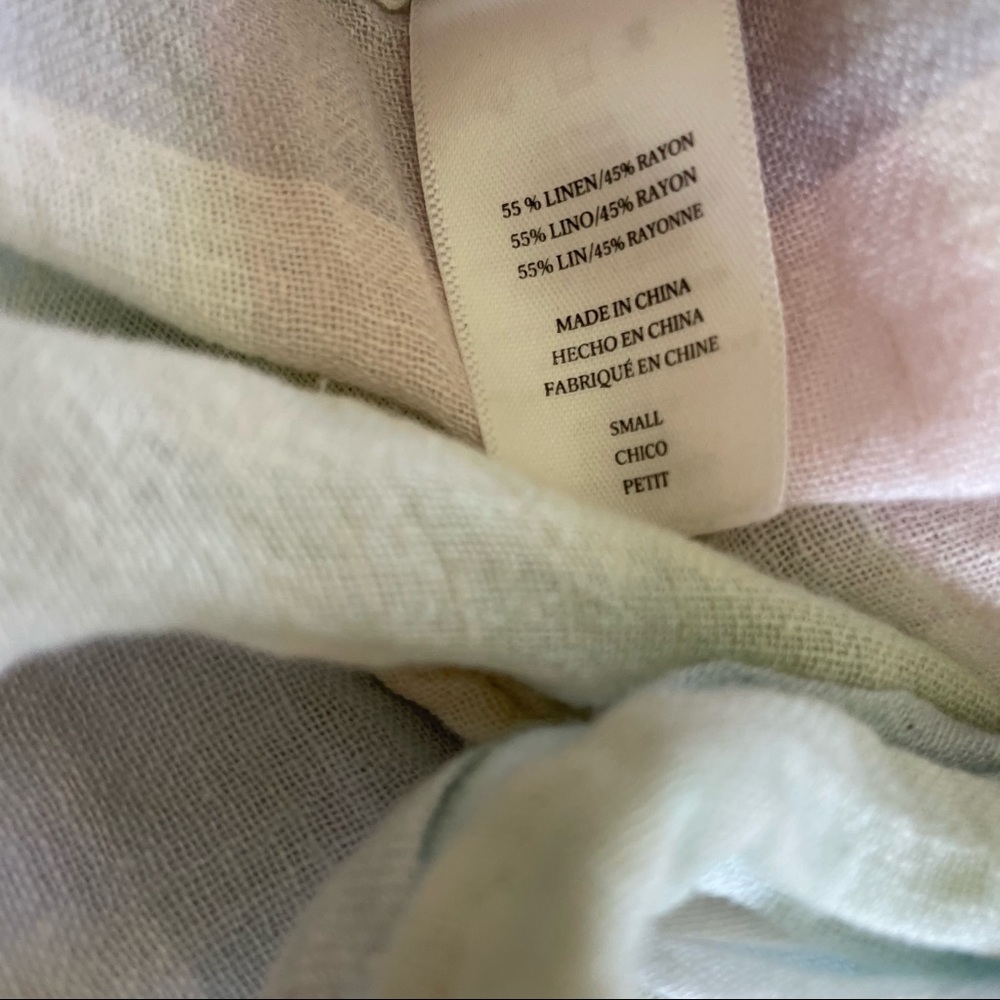 55 % LINEN/45% RAYON
55% LINO/45% RAYON
55% LIN/45% RAYONNE
MADE IN CHINA
HECHO EN CHINA
FABRIQUÉ EN CHINE
SMALL
CHICO
PETIT